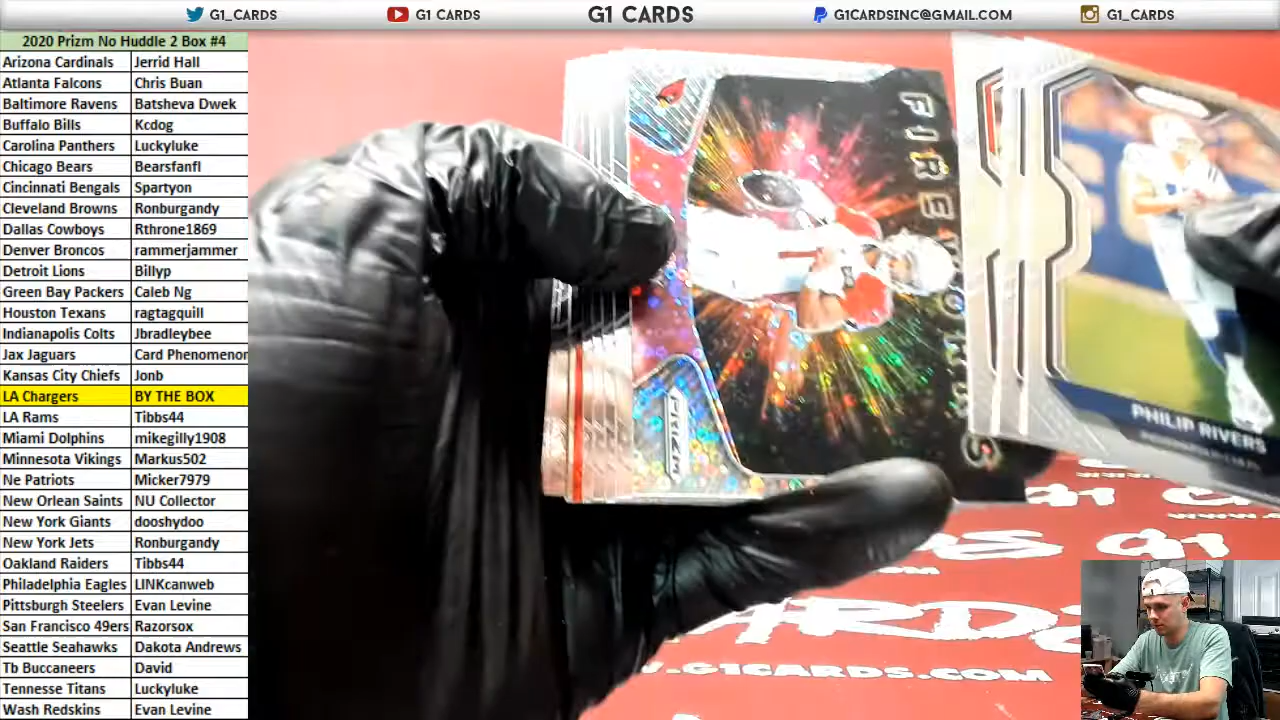 G1_CARDS G1 CARDS G1 CARDS G1CARDSINC@GMAIL.COM G1_CARDS
2020 Prizm No Huddle 2 Box #4
Arizona Cardinals Jerrid Hall
Atlanta Falcons Chris Buan
Baltimore Ravens Batsheva Dwek
Buffalo Bills Kcdog
Carolina Panthers Luckyluke
Chicago Bears Bearsfanfl
Cincinnati Bengals Spartyon
Cleveland Browns Ronburgandy
Dallas Cowboys Rthrone1869
Denver Broncos rammerjammer
Detroit Lions Billyp
Green Bay Packers Caleb Ng
Houston Texans ragtagquill
Indianapolis Colts Jbradleybee
Jax Jaguars Card Phenomenon
Kansas City Chiefs Jonb
LA Chargers BY THE BOX
LA Rams Tibbs44
Miami Dolphins mikegilly1908
Minnesota Vikings Markus502
Ne Patriots Micker7979
New Orlean Saints NU Collector
New York Giants dooshydoo
New York Jets Ronburgandy
Oakland Raiders Tibbs44
Philadelphia Eagles LINKcanweb
Pittsburgh Steelers Evan Levine
San Francisco 49ers Razorsox
Seattle Seahawks Dakota Andrews
Tb Buccaneers David
Tennesse Titans Luckyluke
Wash Redskins Evan Levine
PRIZM
PHILIP RIVERS
WWW.G1CARDS.COM